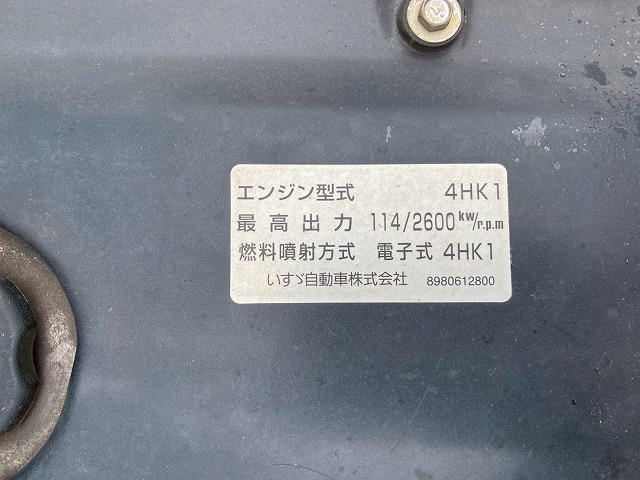 エンジン型式 4HK1
最高出力 114/2600 kw/r.p.m
燃料噴射方式 電子式 4HK1
いすゞ自動車株式会社 8980612800